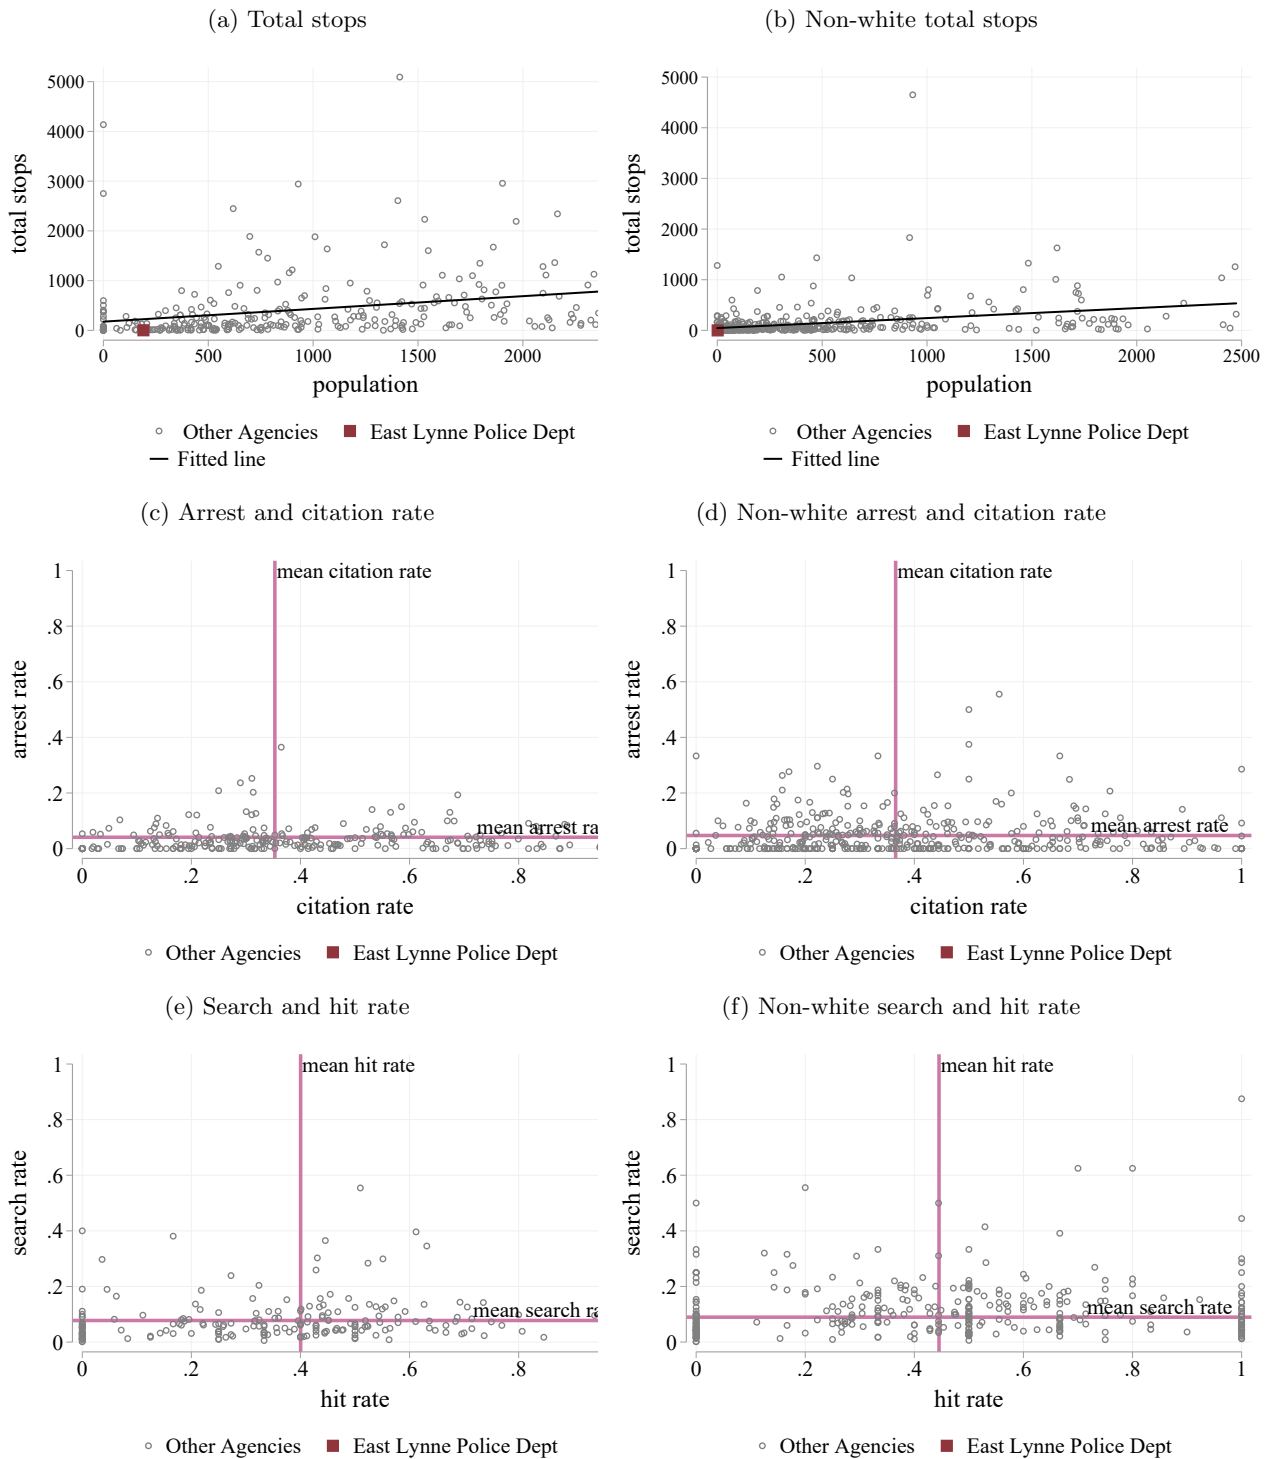 (a) Total stops
(b) Non-white total stops
total stops
5000
4000
3000
2000
1000
0
0 500 1000 1500 2000
population
Other Agencies East Lynne Police Dept
Fitted line
total stops
5000
4000
3000
2000
1000
0
0 500 1000 1500 2000 2500
population
Other Agencies East Lynne Police Dept
Fitted line
(c) Arrest and citation rate
(d) Non-white arrest and citation rate
arrest rate
1
.8
.6
.4
.2
0
mean citation rate
mean arrest ra
0 .2 .4 .6 .8
citation rate
Other Agencies East Lynne Police Dept
arrest rate
1
.8
.6
.4
.2
0
mean citation rate
mean arrest rate
0 .2 .4 .6 .8 1
citation rate
Other Agencies East Lynne Police Dept
(e) Search and hit rate
(f) Non-white search and hit rate
search rate
1
.8
.6
.4
.2
0
mean hit rate
mean search ra
0 .2 .4 .6 .8
hit rate
Other Agencies East Lynne Police Dept
search rate
1
.8
.6
.4
.2
0
mean hit rate
mean search rate
0 .2 .4 .6 .8 1
hit rate
Other Agencies East Lynne Police Dept